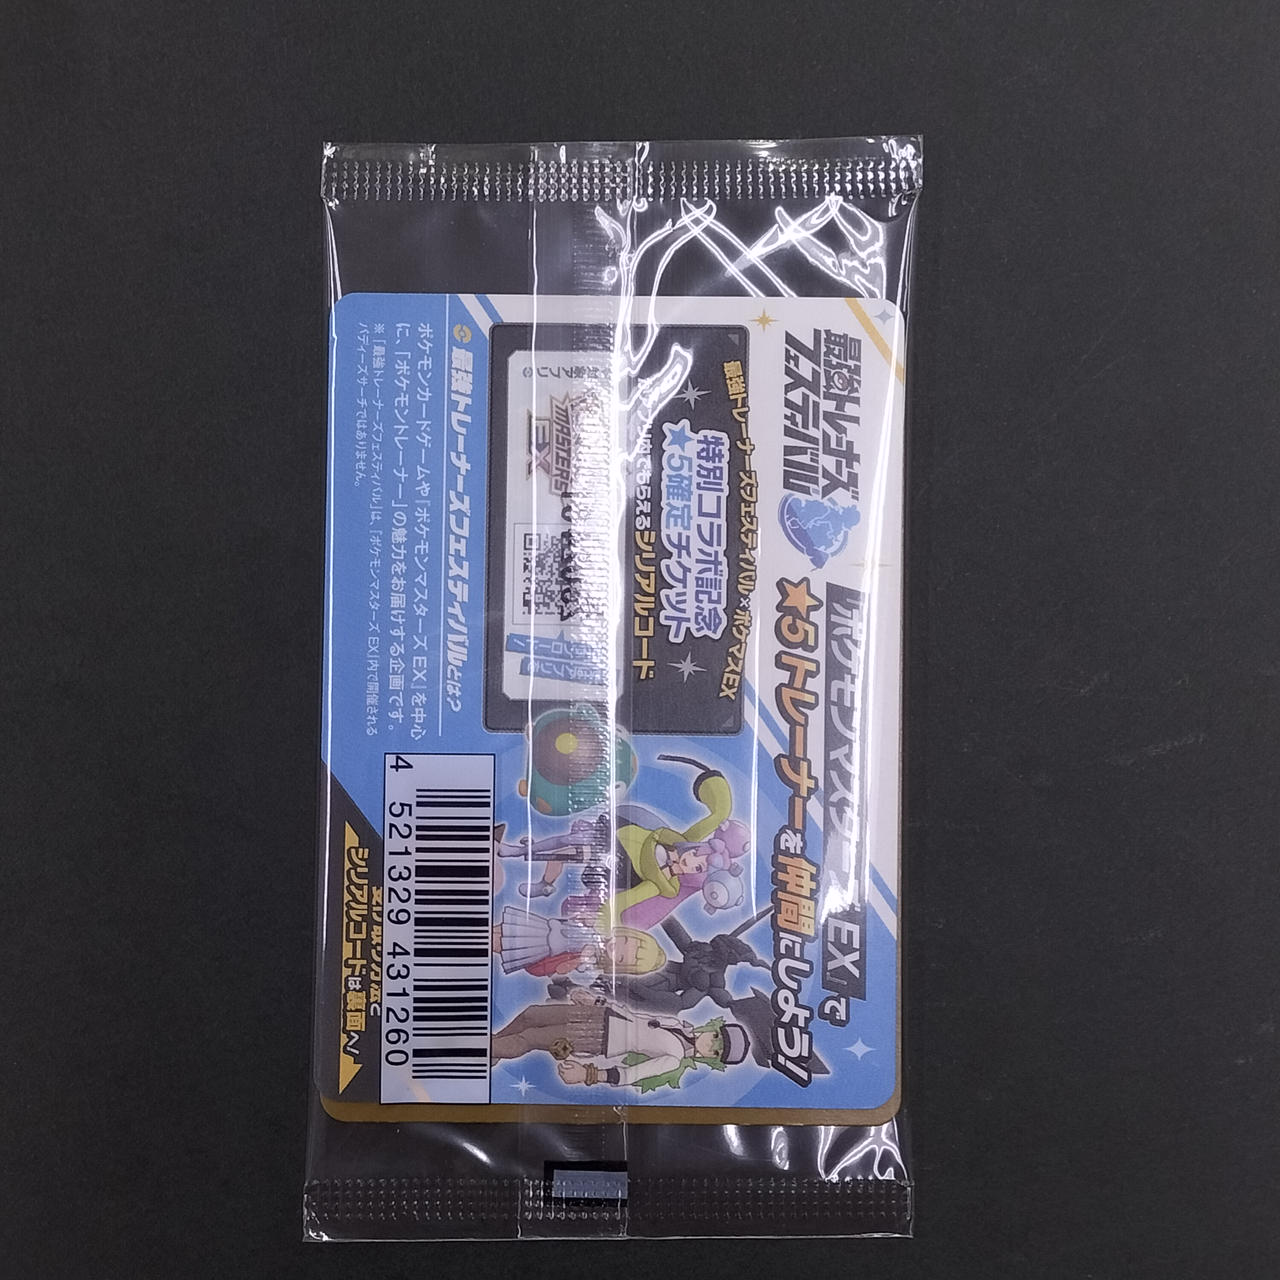 最強トレーナーズ
フェスティバル
『ポケモンマスターズ EX』で
★5トレーナーを仲間にしよう!
最強トレーナーズフェスティバル×ポケマスEX
特別コラボ記念
★5確定チケット
もらえるシリアルコード
MASTERS
EX
最強トレーナーズフェスティバルとは?
ポケモンカードゲームや『ポケモンマスターズ EX』を中心
に、「ポケモントレーナー」の魅力をお届けする企画です。
※「最強トレーナーズフェスティバル」は、『ポケモンマスターズ EX』内で開催される
バディーズサーチではありません。
4 521329 431260
受け取り方法と
シリアルコードは裏面へ!